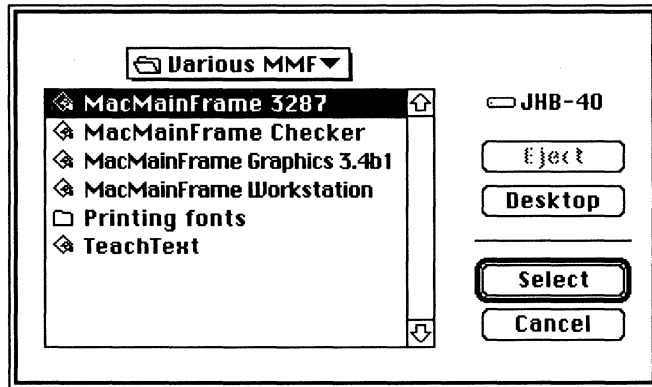 Various MMF
MacMainFrame 3287
MacMainFrame Checker
MacMainFrame Graphics 3.4b1
MacMainFrame Workstation
Printing fonts
TeachText
JHB-40
Eject
Desktop
Select
Cancel